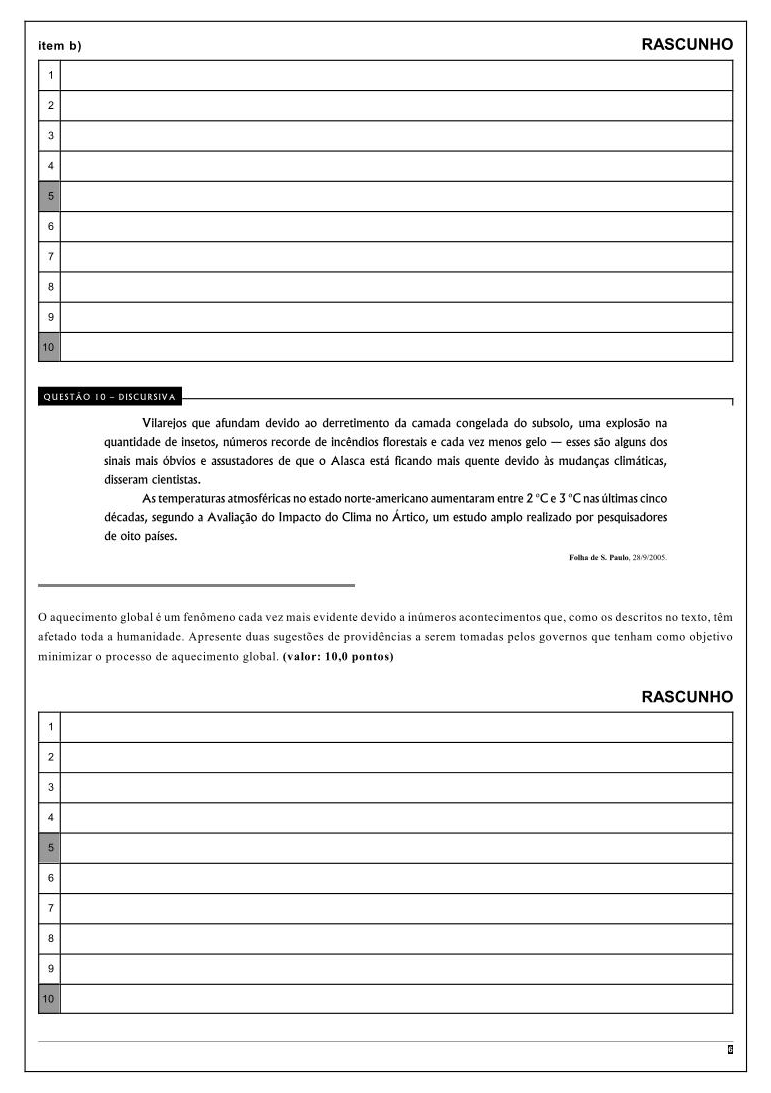 item b)
RASCUNHO
1
2
3
4
5
6
7
8
9
10
QUESTÃO 10 – DISCURSIVA
Vilarejos que afundam devido ao derretimento da camada congelada do subsolo, uma explosão na
quantidade de insetos, números recorde de incêndios florestais e cada vez menos gelo — esses são alguns dos
sinais mais óbvios e assustadores de que o Alasca está ficando mais quente devido às mudanças climáticas,
disseram cientistas.
As temperaturas atmosféricas no estado norte-americano aumentaram entre 2 ºC e 3 ºC nas últimas cinco
décadas, segundo a Avaliação do Impacto do Clima no Ártico, um estudo amplo realizado por pesquisadores
de oito países.
Folha de S. Paulo, 28/9/2005.
O aquecimento global é um fenômeno cada vez mais evidente devido a inúmeros acontecimentos que, como os descritos no texto, têm
afetado toda a humanidade. Apresente duas sugestões de providências a serem tomadas pelos governos que tenham como objetivo
minimizar o processo de aquecimento global. (valor: 10,0 pontos)
RASCUNHO
1
2
3
4
5
6
7
8
9
10
6